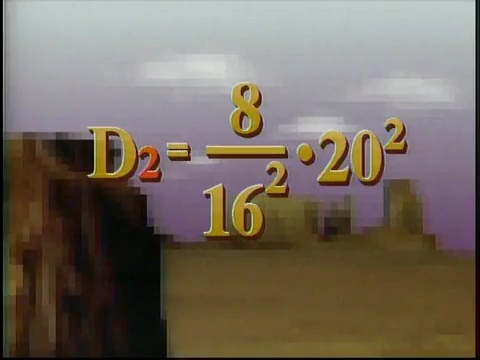 D₂ = 8/16² · 20²